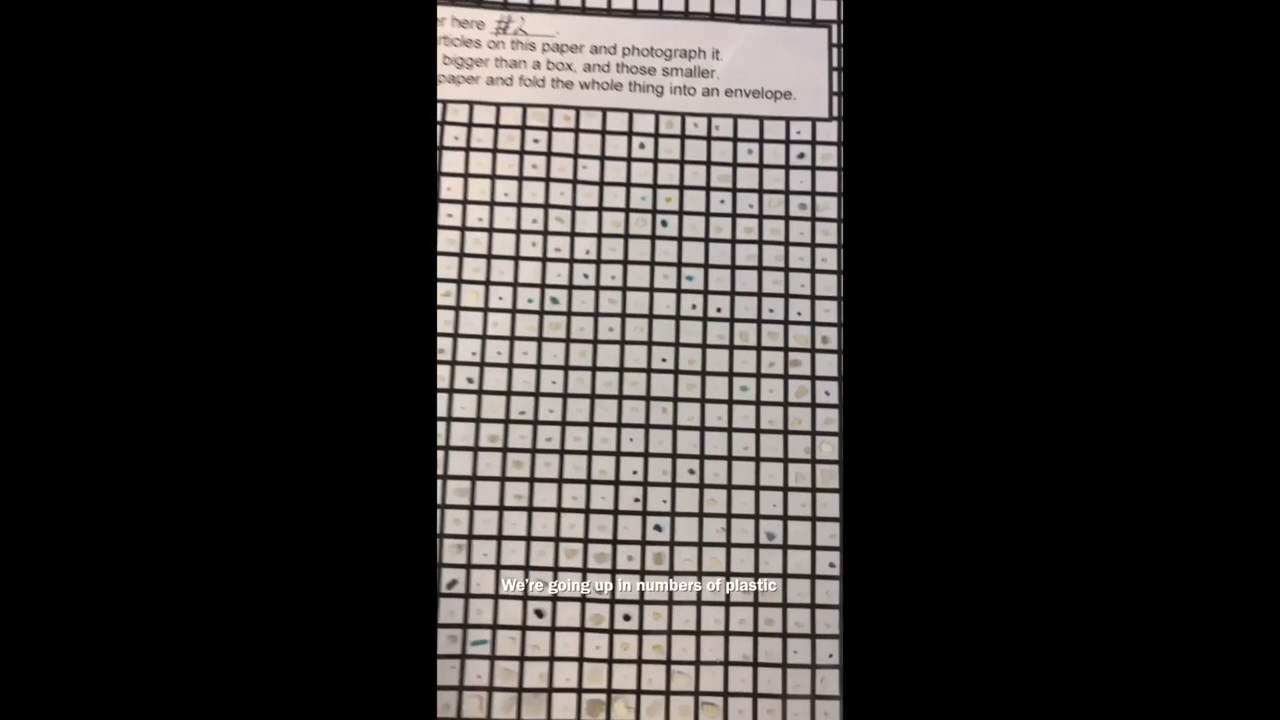 here #2
on this paper and photograph it.
bigger than a box, and those smaller.
paper and fold the whole thing into an envelope.
We're going up in numbers of plastic